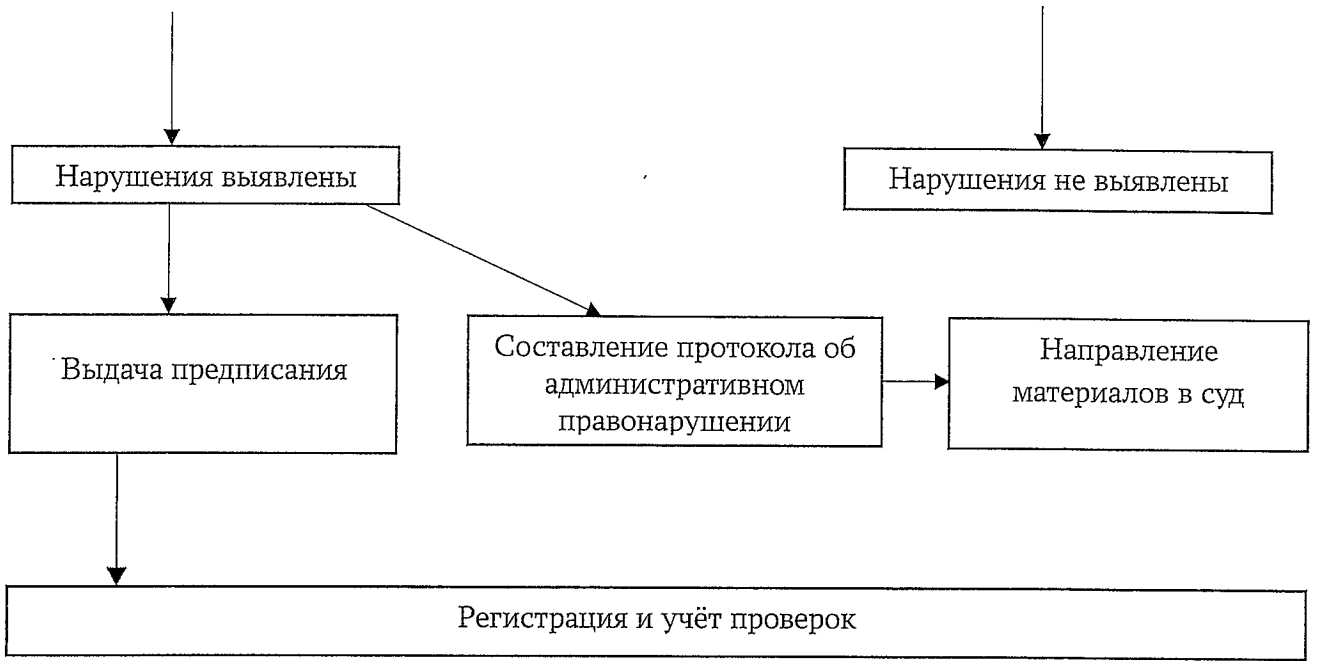 Нарушения выявлены
Нарушения не выявлены
Выдача предписания
Составление протокола об
административном
правонарушении
Направление
материалов в суд
Регистрация и учёт проверок